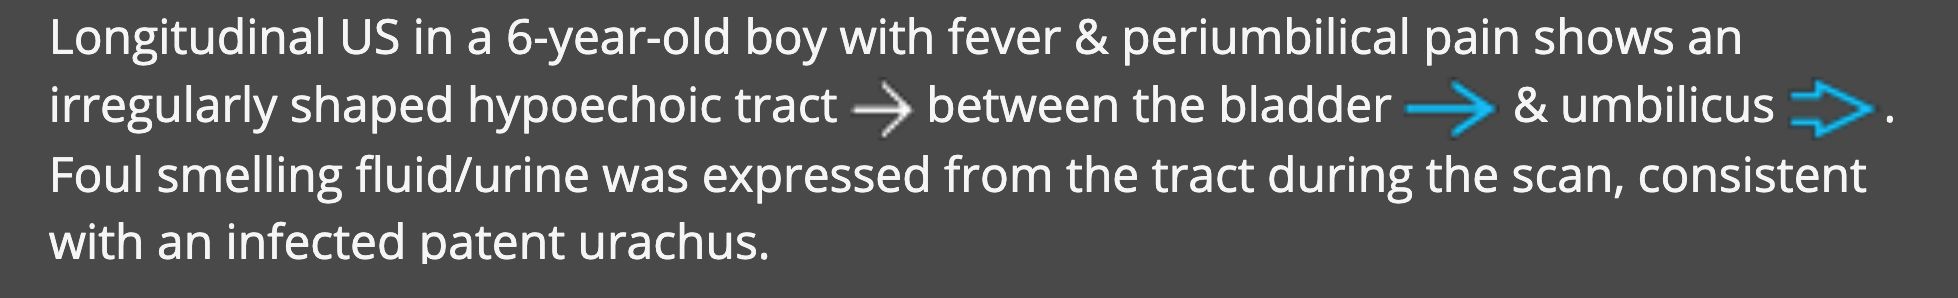 Longitudinal US in a 6-year-old boy with fever & periumbilical pain shows an
irregularly shaped hypoechoic tract → between the bladder → & umbilicus ⇨.
Foul smelling fluid/urine was expressed from the tract during the scan, consistent
with an infected patent urachus.